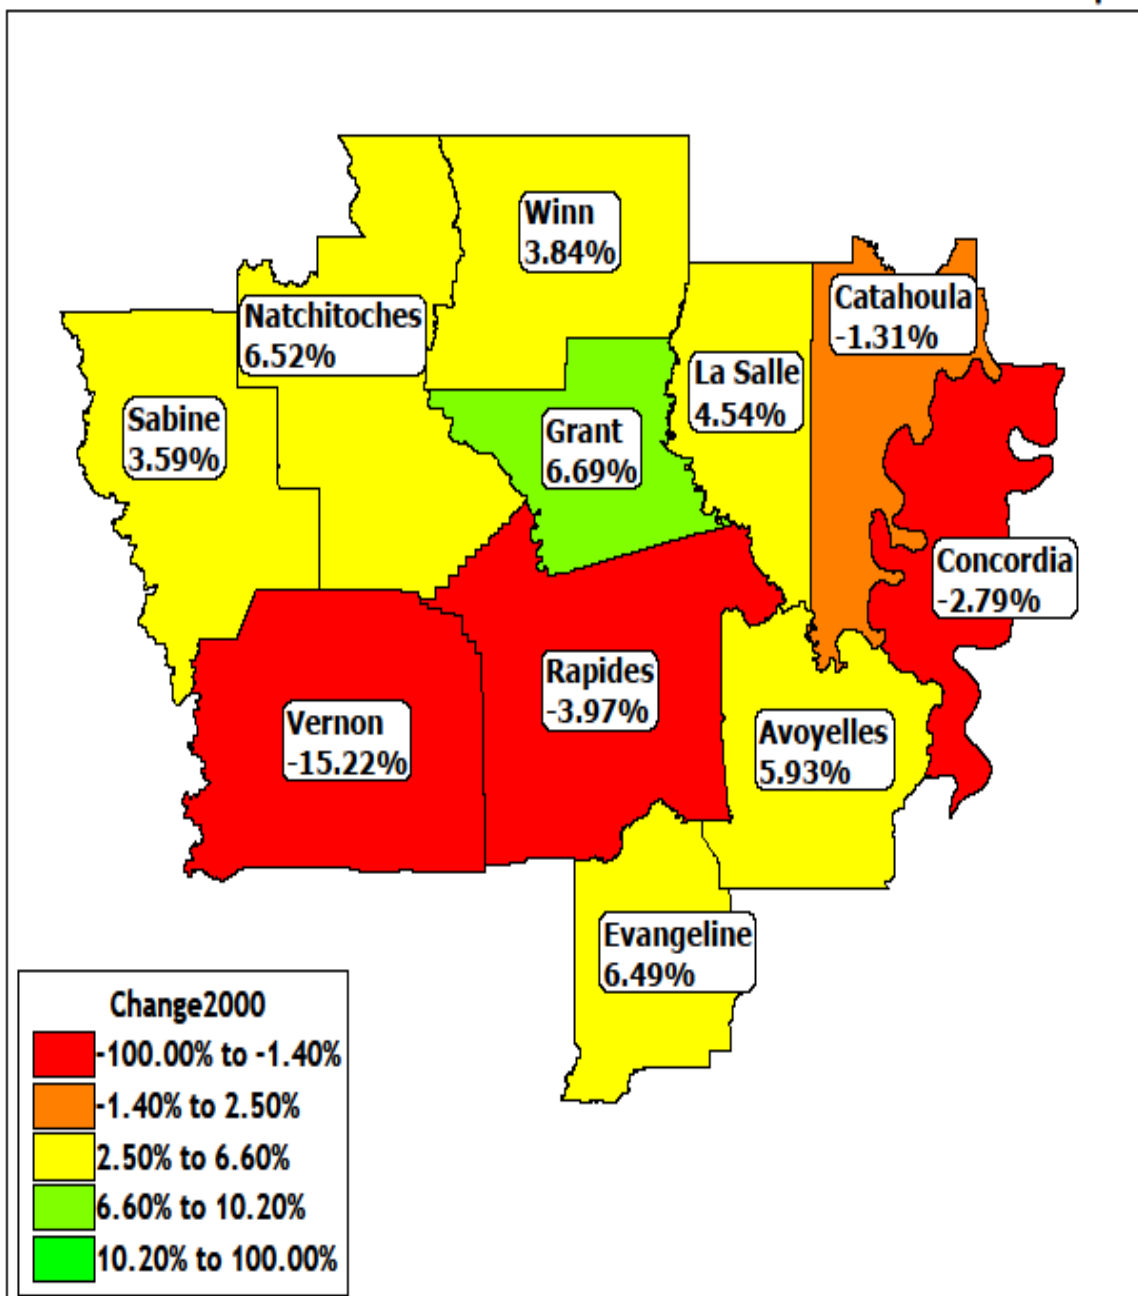 Winn
3.84%
Catahoula
-1.31%
Natchitoches
6.52%
La Salle
4.54%
Sabine
3.59%
Grant
6.69%
Concordia
-2.79%
Rapides
-3.97%
Vernon
-15.22%
Avoyelles
5.93%
Evangeline
6.49%
Change2000
-100.00% to -1.40%
-1.40% to 2.50%
2.50% to 6.60%
6.60% to 10.20%
10.20% to 100.00%